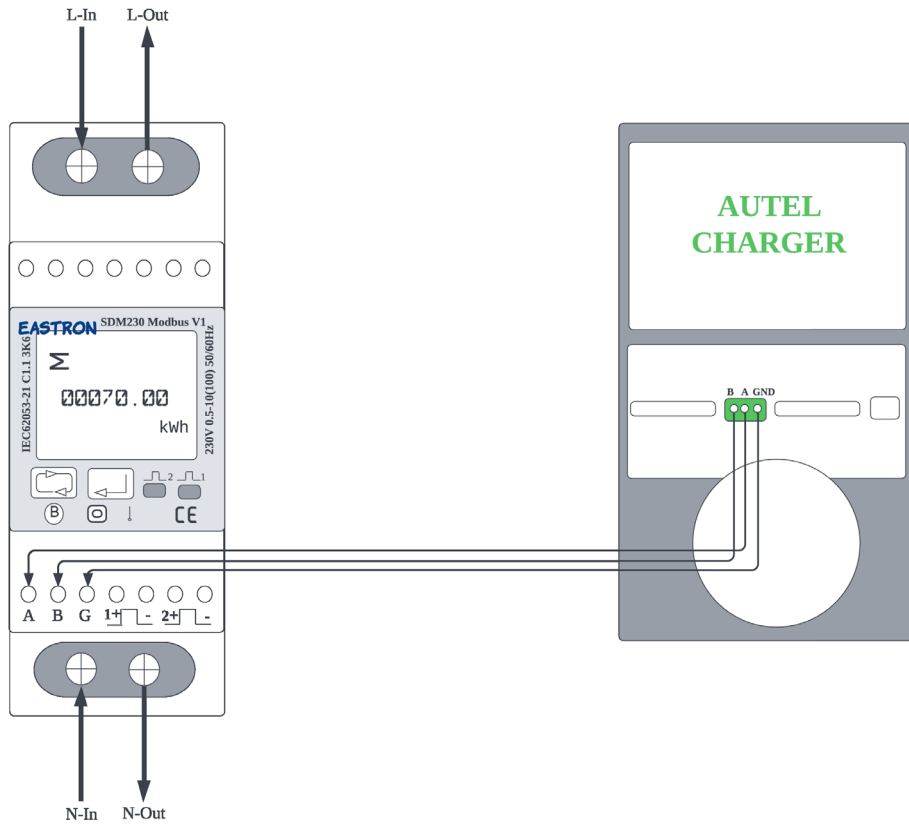 L-In
L-Out
AUTEL
CHARGER
EASTRON
SDM230 Modbus V1
IEC62053-21 C1.1 3K6
230V 0.5-10(100) 50/60Hz
Σ
00070.00
kWh
2
1
B
CE
B A GND
A B G 1+ - 2+ -
N-In
N-Out